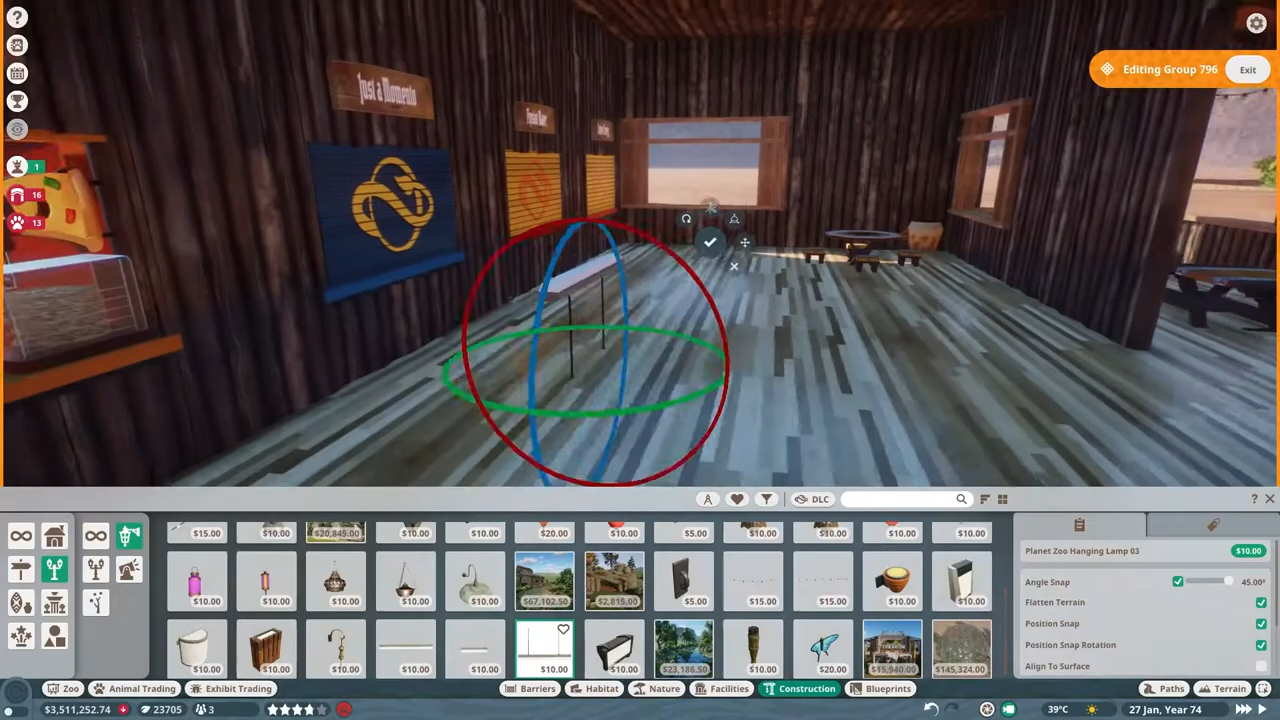 Editing Group 796
Exit
Just a Momento
1
16
13
DLC
$15.00
$10.00
$20,845.00
$10.00
$10.00
$20.00
$10.00
$5.00
$10.00
$10.00
$10.00
$10.00
$10.00
$10.00
$10.00
$10.00
$10.00
$67,102.50
$2,815.00
$5.00
$15.00
$15.00
$10.00
$10.00
$10.00
$10.00
$10.00
$10.00
$10.00
$10.00
$10.00
$23,186.50
$10.00
$20.00
$15,940.00
$145,324.00
Planet Zoo Hanging Lamp 03
$10.00
Angle Snap
45.00°
Flatten Terrain
Position Snap
Position Snap Rotation
Align To Surface
Zoo
Animal Trading
Exhibit Trading
Barriers
Habitat
Nature
Facilities
Construction
Blueprints
Paths
Terrain
$3,511,252.74
23705
3
39°C
27 Jan, Year 74